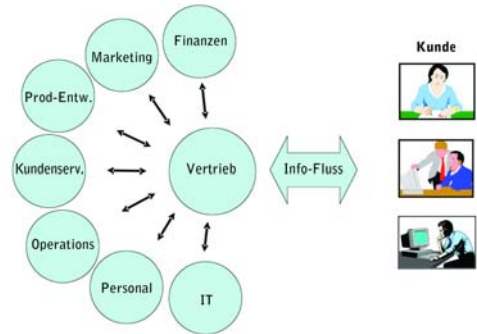 Finanzen
Marketing
Prod-Entw.
Kundenserv.
Operations
Personal
IT
Vertrieb
Info-Fluss
Kunde